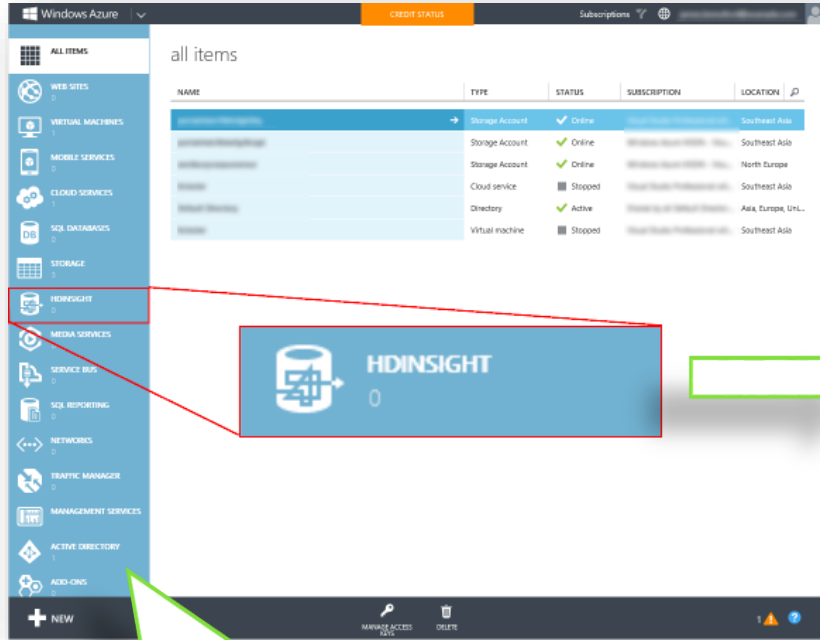 Windows Azure
CREDIT STATUS
Subscriptions
ALL ITEMS
WEB SITES
0
VIRTUAL MACHINES
1
MOBILE SERVICES
0
CLOUD SERVICES
1
SQL DATABASES
0
STORAGE
3
HDINSIGHT
0
MEDIA SERVICES
0
SERVICE BUS
0
SQL REPORTING
0
NETWORKS
0
TRAFFIC MANAGER
0
MANAGEMENT SERVICES
ACTIVE DIRECTORY
1
ADD-ONS
0
NEW
all items
NAME TYPE STATUS SUBSCRIPTION LOCATION
Storage Account Online Southeast Asia
Storage Account Online Southeast Asia
Storage Account Online North Europe
Cloud service Stopped Southeast Asia
Directory Active Asia, Europe, Uni...
Virtual machine Stopped Southeast Asia
HDINSIGHT
0
MANAGE ACCESS
KEYS
DELETE
1
?